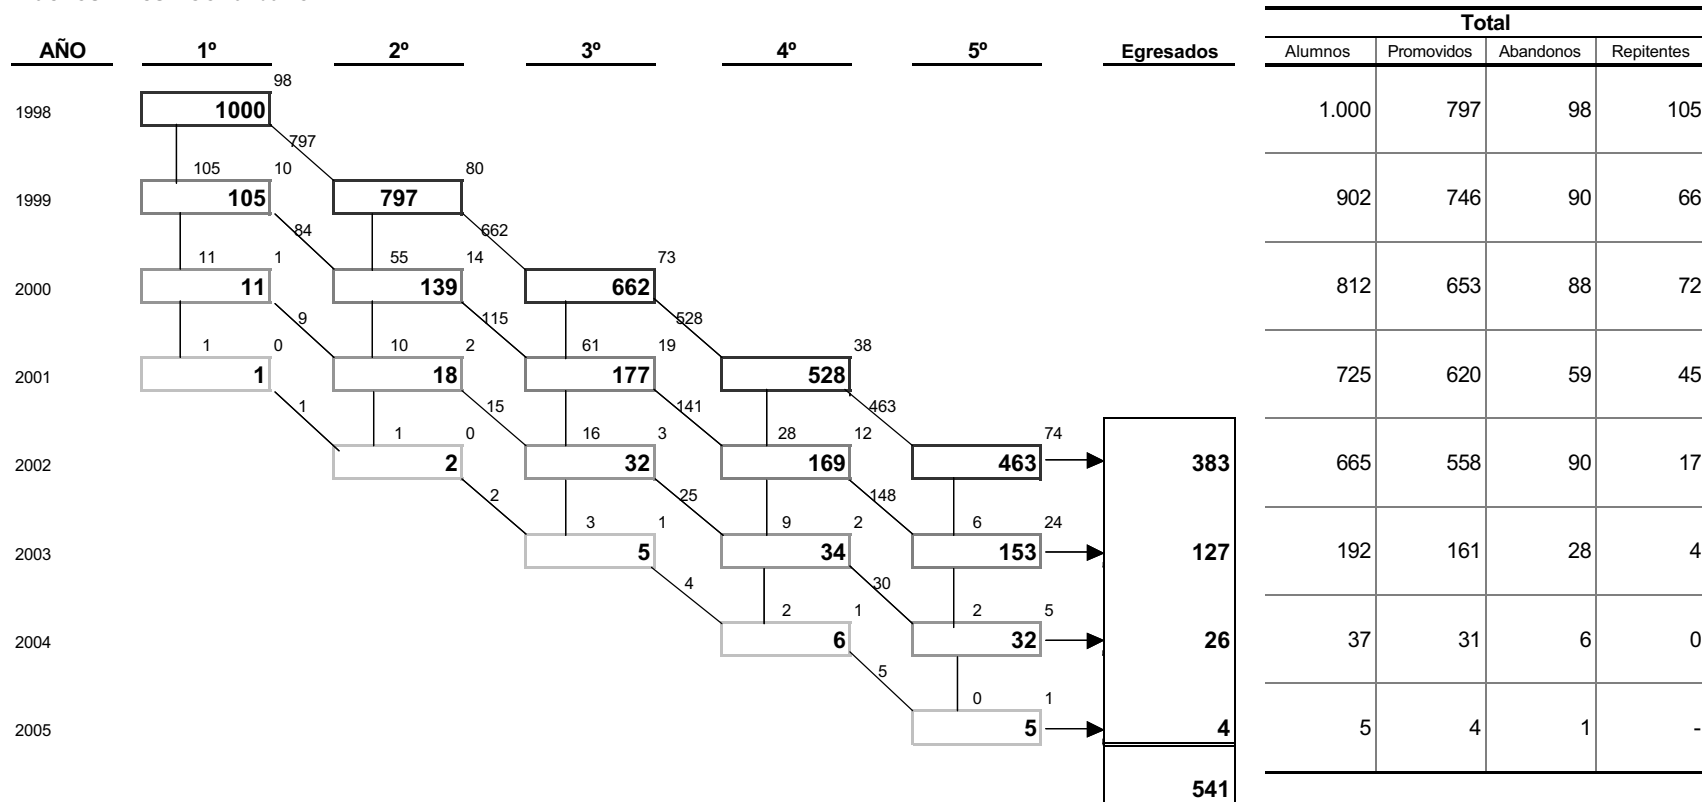 Total
AÑO 1º 2º 3º 4º 5º Egresados Alumnos Promovidos Abandonos Repitentes
98
1998 1000 1.000 797 98 105
797
105 10 80
1999 105 797 902 746 90 66
84 662
11 1 55 14 73
2000 11 139 662 812 653 88 72
9 115 528
1 0 10 2 61 19 38
2001 1 18 177 528 725 620 59 45
1 15 141 463
1 0 16 3 28 12 74
2002 2 32 169 463 383 665 558 90 17
2 25 148
3 1 9 2 6 24
2003 5 34 153 127 192 161 28 4
4 30
2 1 2 5
2004 6 32 26 37 31 6 0
5
0 1
2005 5 4 5 4 1 -
541